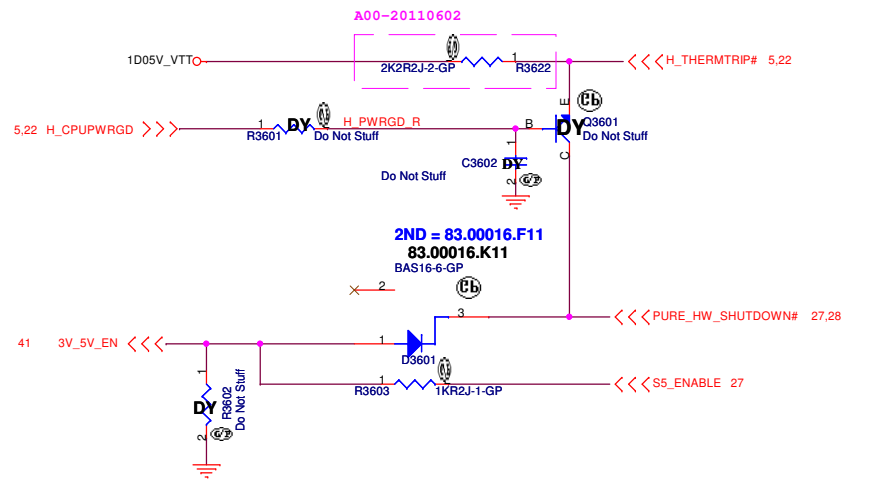 A00-20110602
1D05V_VTT
2K2R2J-2-GP
1
R3622
H_THERMTRIP# 5,22
5,22 H_CPUPWRGD
1
R3601
DY
Do Not Stuff
H_PWRGD_R
B
E
C
DY
Q3601
Do Not Stuff
1
C3602
DY
2
Do Not Stuff
2ND = 83.00016.F11
83.00016.K11
BAS16-6-GP
2
3
PURE_HW_SHUTDOWN# 27,28
41 3V_5V_EN
1
D3601
1
R3603
1KR2J-1-GP
S5_ENABLE 27
1
DY
R3602
Do Not Stuff
2